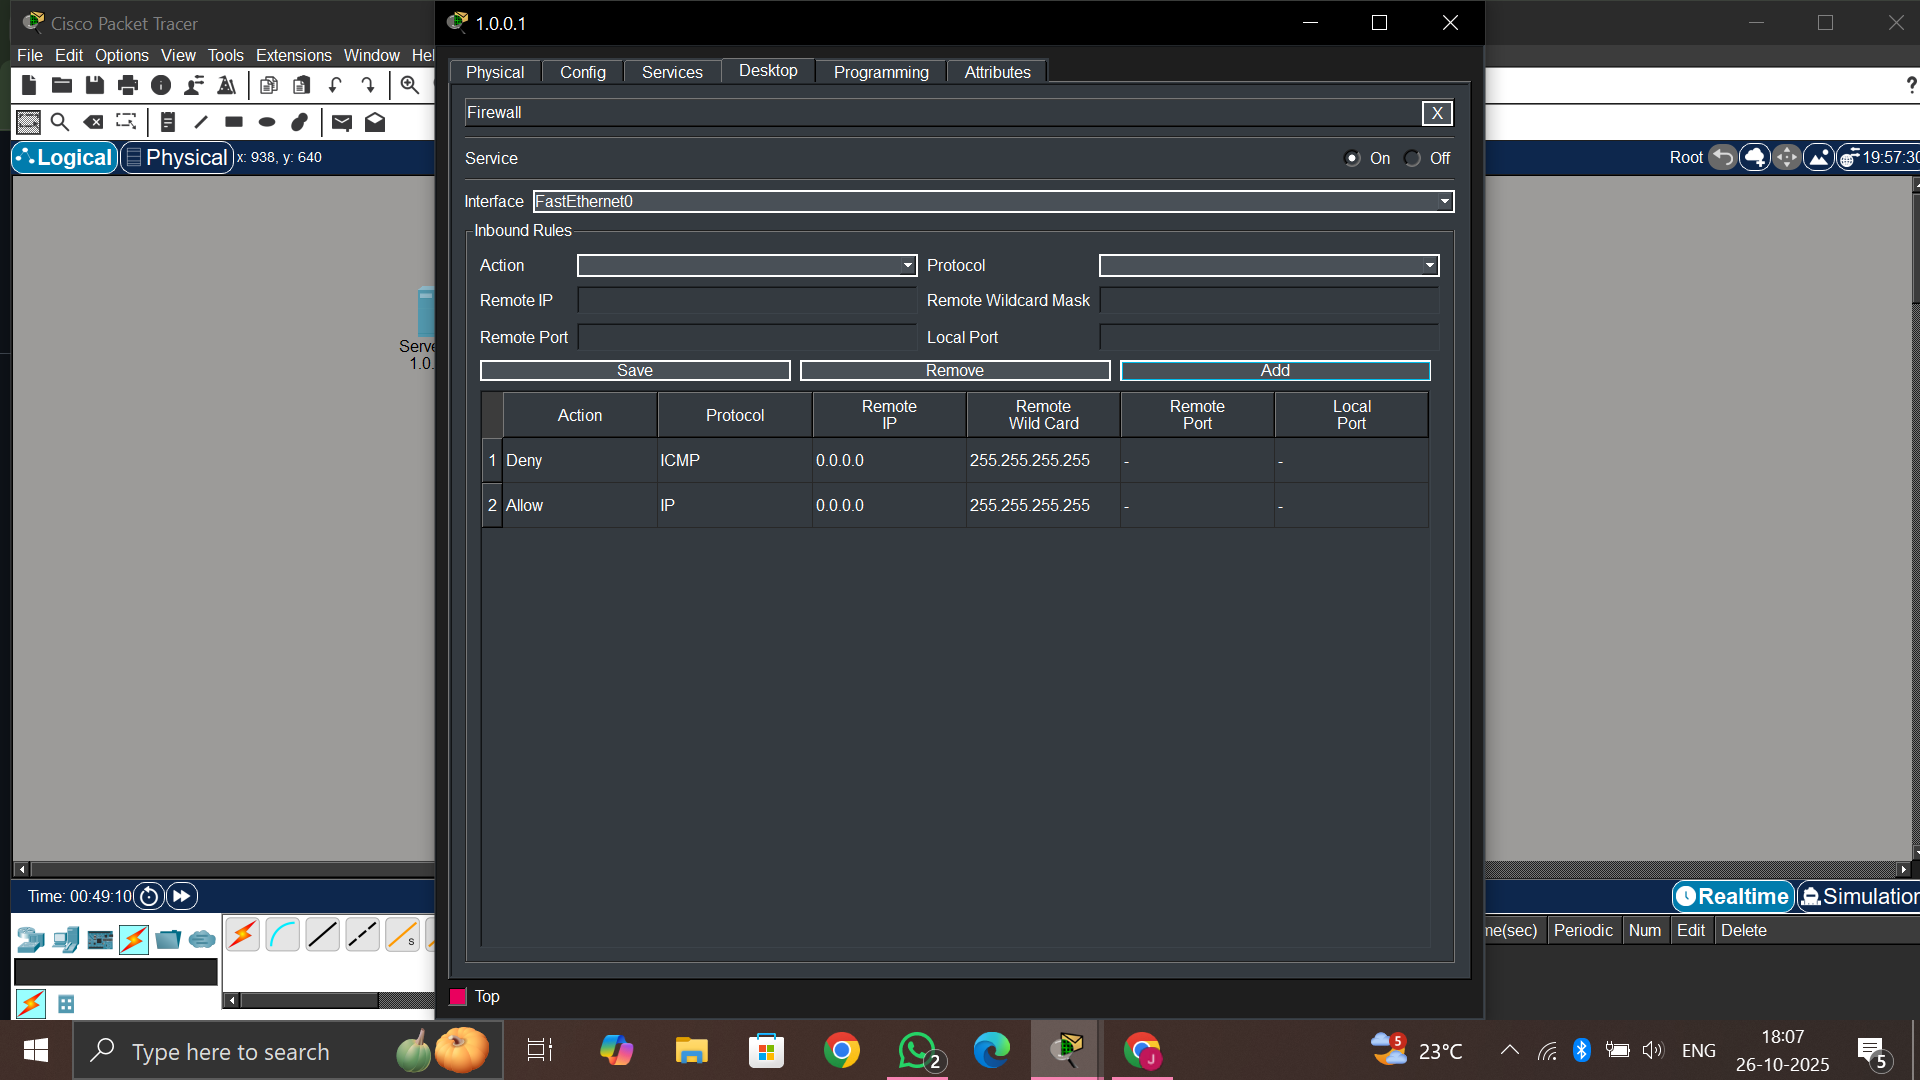 Cisco Packet Tracer
1.0.0.1
File Edit Options View Tools Extensions Window Hel
Physical Config Services Desktop Programming Attributes
?
Firewall X
Logical Physical x: 938, y: 640
Root 19:57:30
Service On Off
Interface FastEthernet0
Inbound Rules
Action Protocol
Remote IP Remote Wildcard Mask
Remote Port Local Port
Serve
1.0.
Save Remove Add
Action Protocol Remote IP Remote Wild Card Remote Port Local Port
1 Deny ICMP 0.0.0.0 255.255.255.255 - -
2 Allow IP 0.0.0.0 255.255.255.255 - -
Time: 00:49:10
Realtime Simulation
s
me(sec) Periodic Num Edit Delete
Top
Type here to search
2
J
5
23°C
ENG
18:07
26-10-2025
5